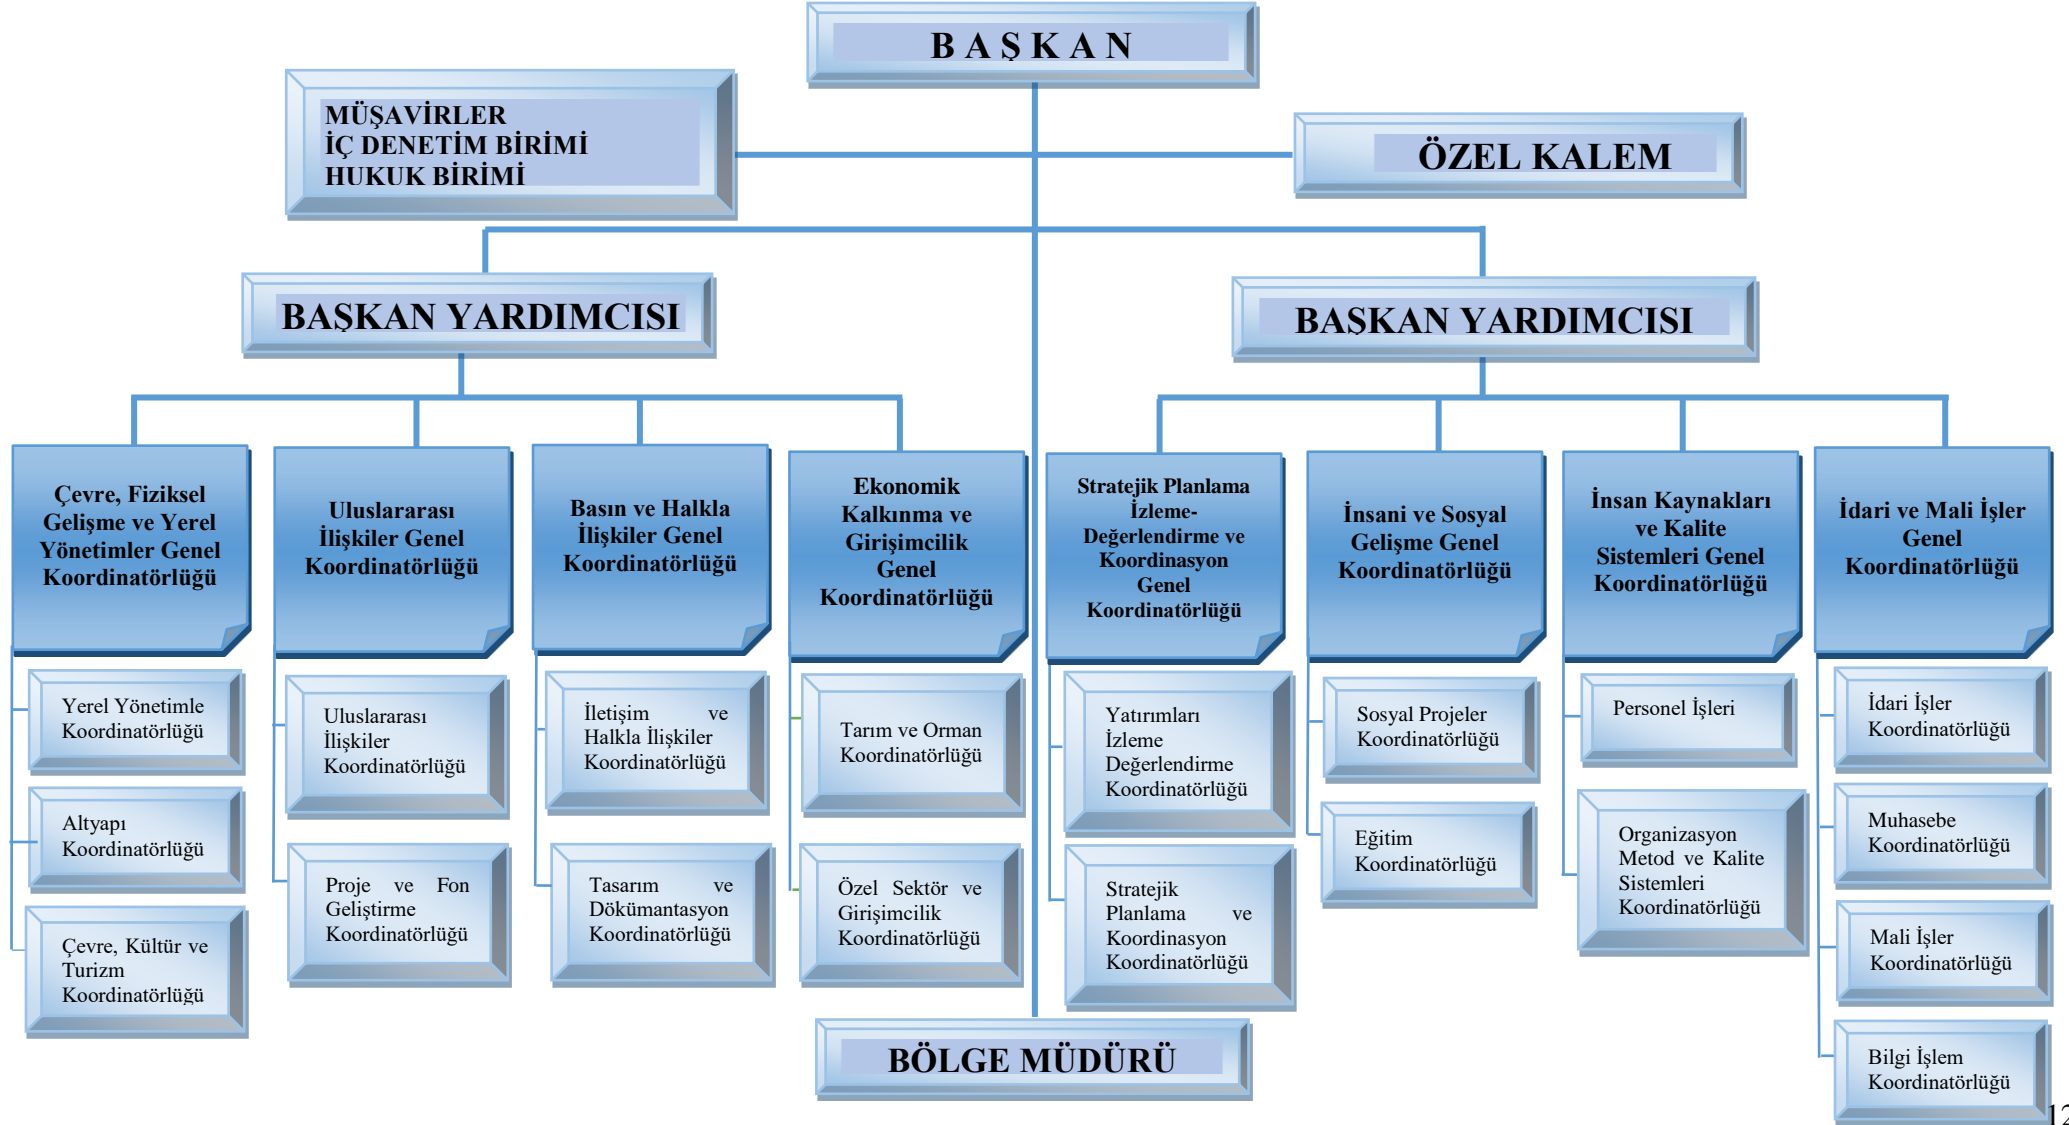 B A Ş K A N
MÜŞAVİRLER
İÇ DENETİM BİRİMİ
HUKUK BİRİMİ
ÖZEL KALEM
BAŞKAN YARDIMCISI
BAŞKAN YARDIMCISI
Çevre, Fiziksel
Gelişme ve Yerel
Yönetimler Genel
Koordinatörlüğü
Uluslararası
İlişkiler Genel
Koordinatörlüğü
Basın ve Halkla
İlişkiler Genel
Koordinatörlüğü
Ekonomik
Kalkınma ve
Girişimcilik
Genel
Koordinatörlüğü
Stratejik Planlama
İzleme-
Değerlendirme ve
Koordinasyon
Genel
Koordinatörlüğü
İnsani ve Sosyal
Gelişme Genel
Koordinatörlüğü
İnsan Kaynakları
ve Kalite
Sistemleri Genel
Koordinatörlüğü
İdari ve Mali İşler
Genel
Koordinatörlüğü
Yerel Yönetimle
Koordinatörlüğü
Altyapı
Koordinatörlüğü
Çevre, Kültür ve
Turizm
Koordinatörlüğü
Uluslararası
İlişkiler
Koordinatörlüğü
Proje ve Fon
Geliştirme
Koordinatörlüğü
İletişim ve
Halkla İlişkiler
Koordinatörlüğü
Tasarım ve
Dökümantasyon
Koordinatörlüğü
Tarım ve Orman
Koordinatörlüğü
Özel Sektör ve
Girişimcilik
Koordinatörlüğü
Yatırımları
İzleme
Değerlendirme
Koordinatörlüğü
Stratejik
Planlama ve
Koordinasyon
Koordinatörlüğü
Sosyal Projeler
Koordinatörlüğü
Eğitim
Koordinatörlüğü
Personel İşleri
Organizasyon
Metod ve Kalite
Sistemleri
Koordinatörlüğü
İdari İşler
Koordinatörlüğü
Muhasebe
Koordinatörlüğü
Mali İşler
Koordinatörlüğü
Bilgi İşlem
Koordinatörlüğü
BÖLGE MÜDÜRÜ
12